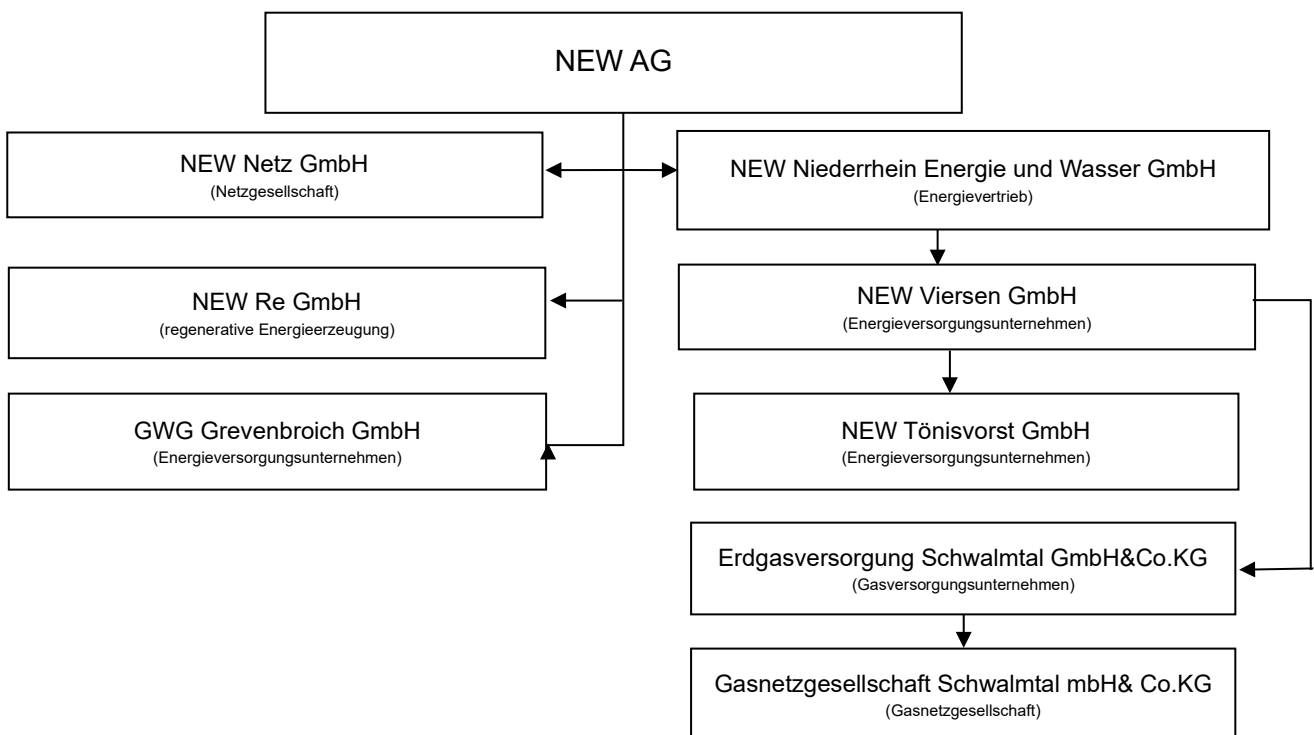 NEW AG
NEW Netz GmbH
(Netzgesellschaft)
NEW Niederrhein Energie und Wasser GmbH
(Energievertrieb)
NEW Re GmbH
(regenerative Energieerzeugung)
NEW Viersen GmbH
(Energieversorgungsunternehmen)
GWG Grevenbroich GmbH
(Energieversorgungsunternehmen)
NEW Tönisvorst GmbH
(Energieversorgungsunternehmen)
Erdgasversorgung Schwalmtal GmbH&Co.KG
(Gasversorgungsunternehmen)
Gasnetzgesellschaft Schwalmtal mbH& Co.KG
(Gasnetzgesellschaft)